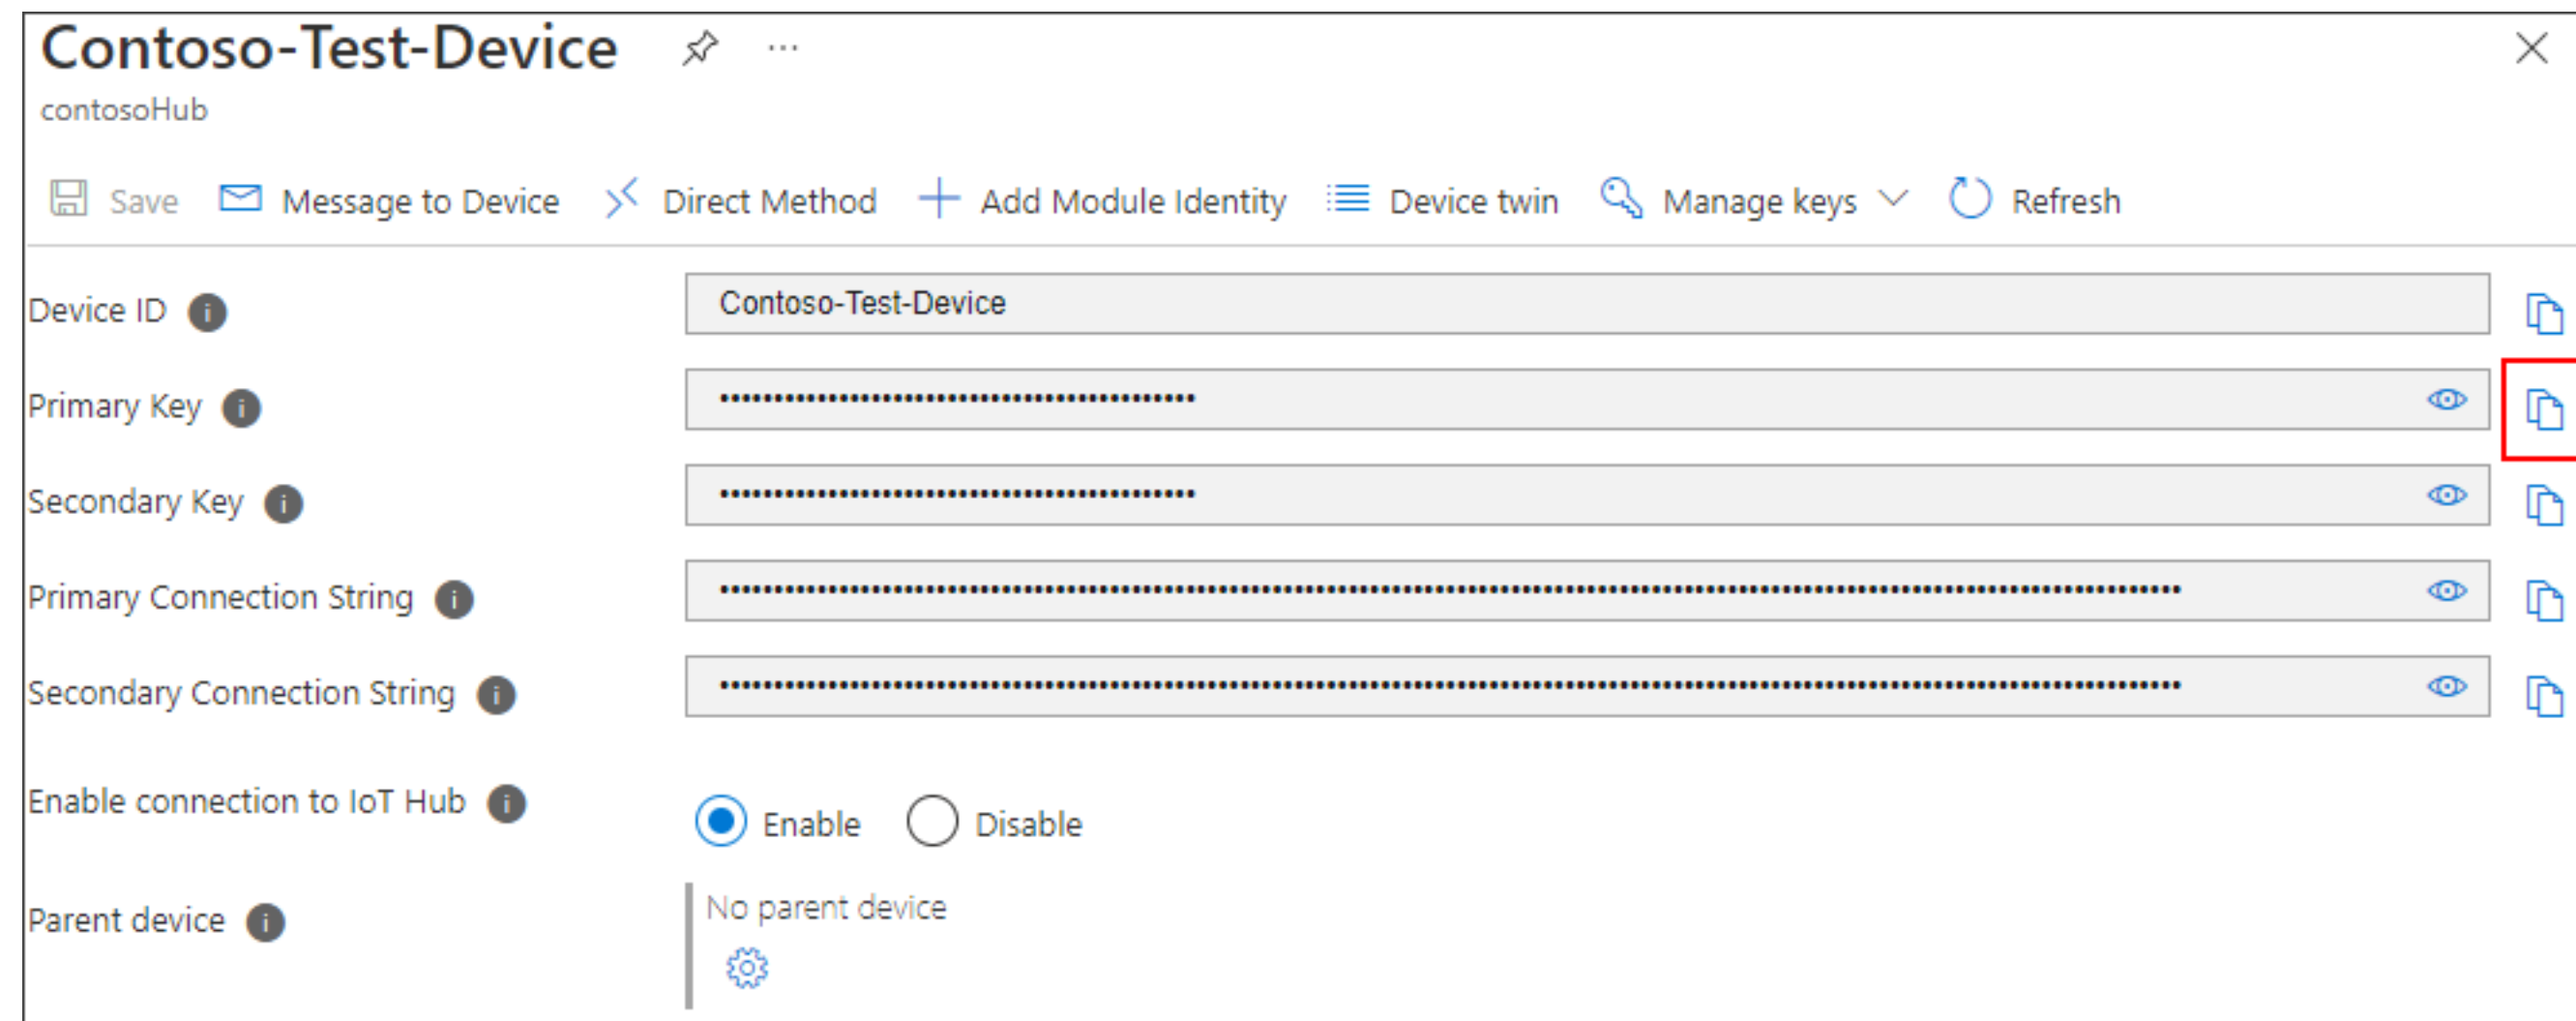 Contoso-Test-Device ...
contosoHub
Save Message to Device Direct Method Add Module Identity Device twin Manage keys Refresh
Device ID Contoso-Test-Device
Primary Key
Secondary Key
Primary Connection String
Secondary Connection String
Enable connection to IoT Hub Enable Disable
Parent device No parent device